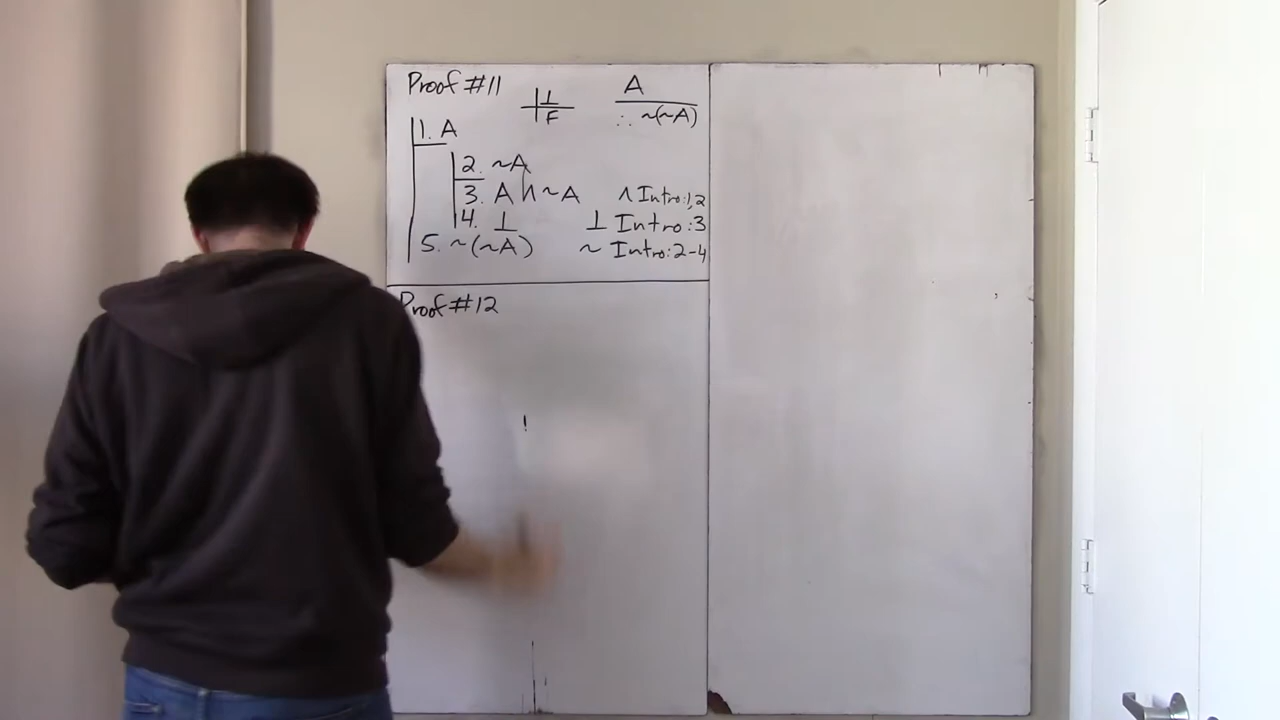 Proof #11
⊥
F
A
∴ ~(~A)
1. A
2. ~A
3. A ∧ ~A ∧ Intro:1,2
4. ⊥ ⊥ Intro:3
5. ~(~A) ~ Intro:2-4
Proof #12